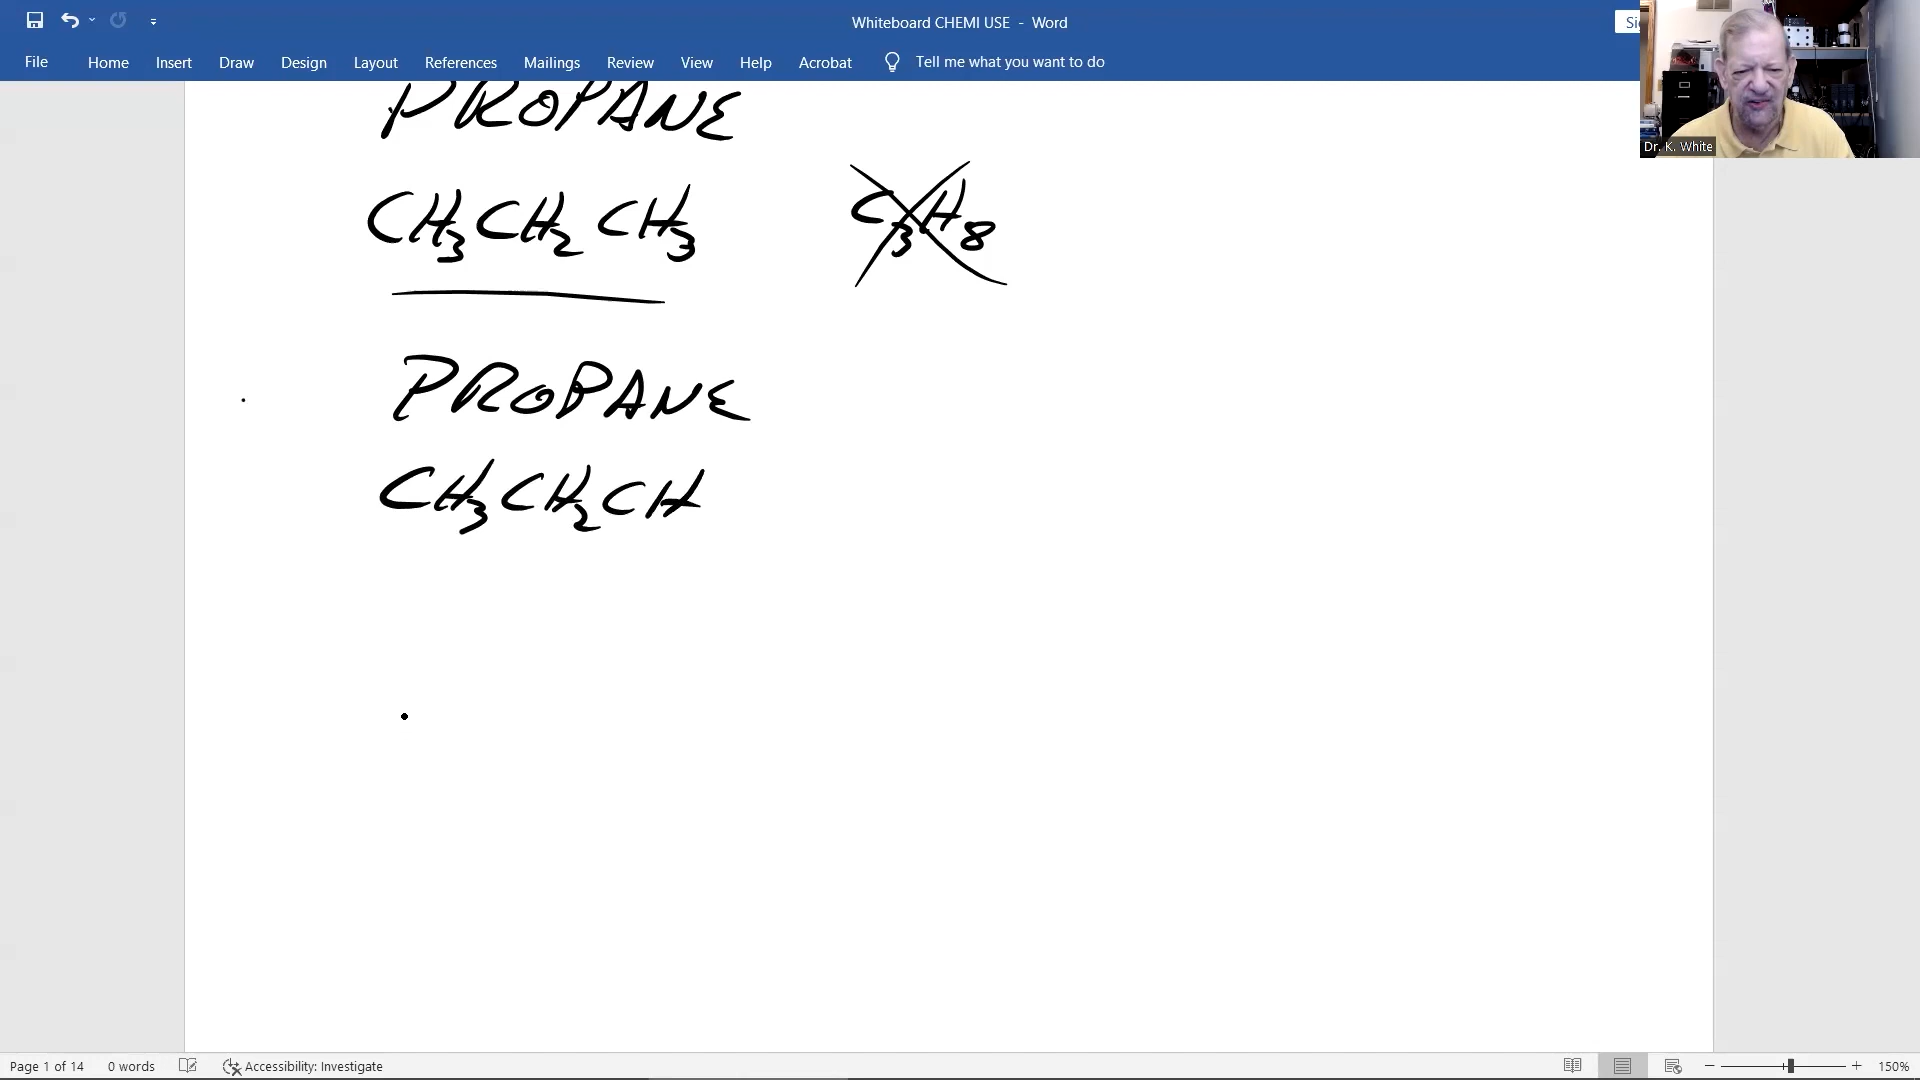 Whiteboard CHEMI USE - Word
File Home Insert Draw Design Layout References Mailings Review View Help Acrobat Tell me what you want to do
Dr. K. White
PROPANE
CH3CH2CH3 C3H8
PROPANE
CH3CH2CH
Page 1 of 14 0 words Accessibility: Investigate 150%